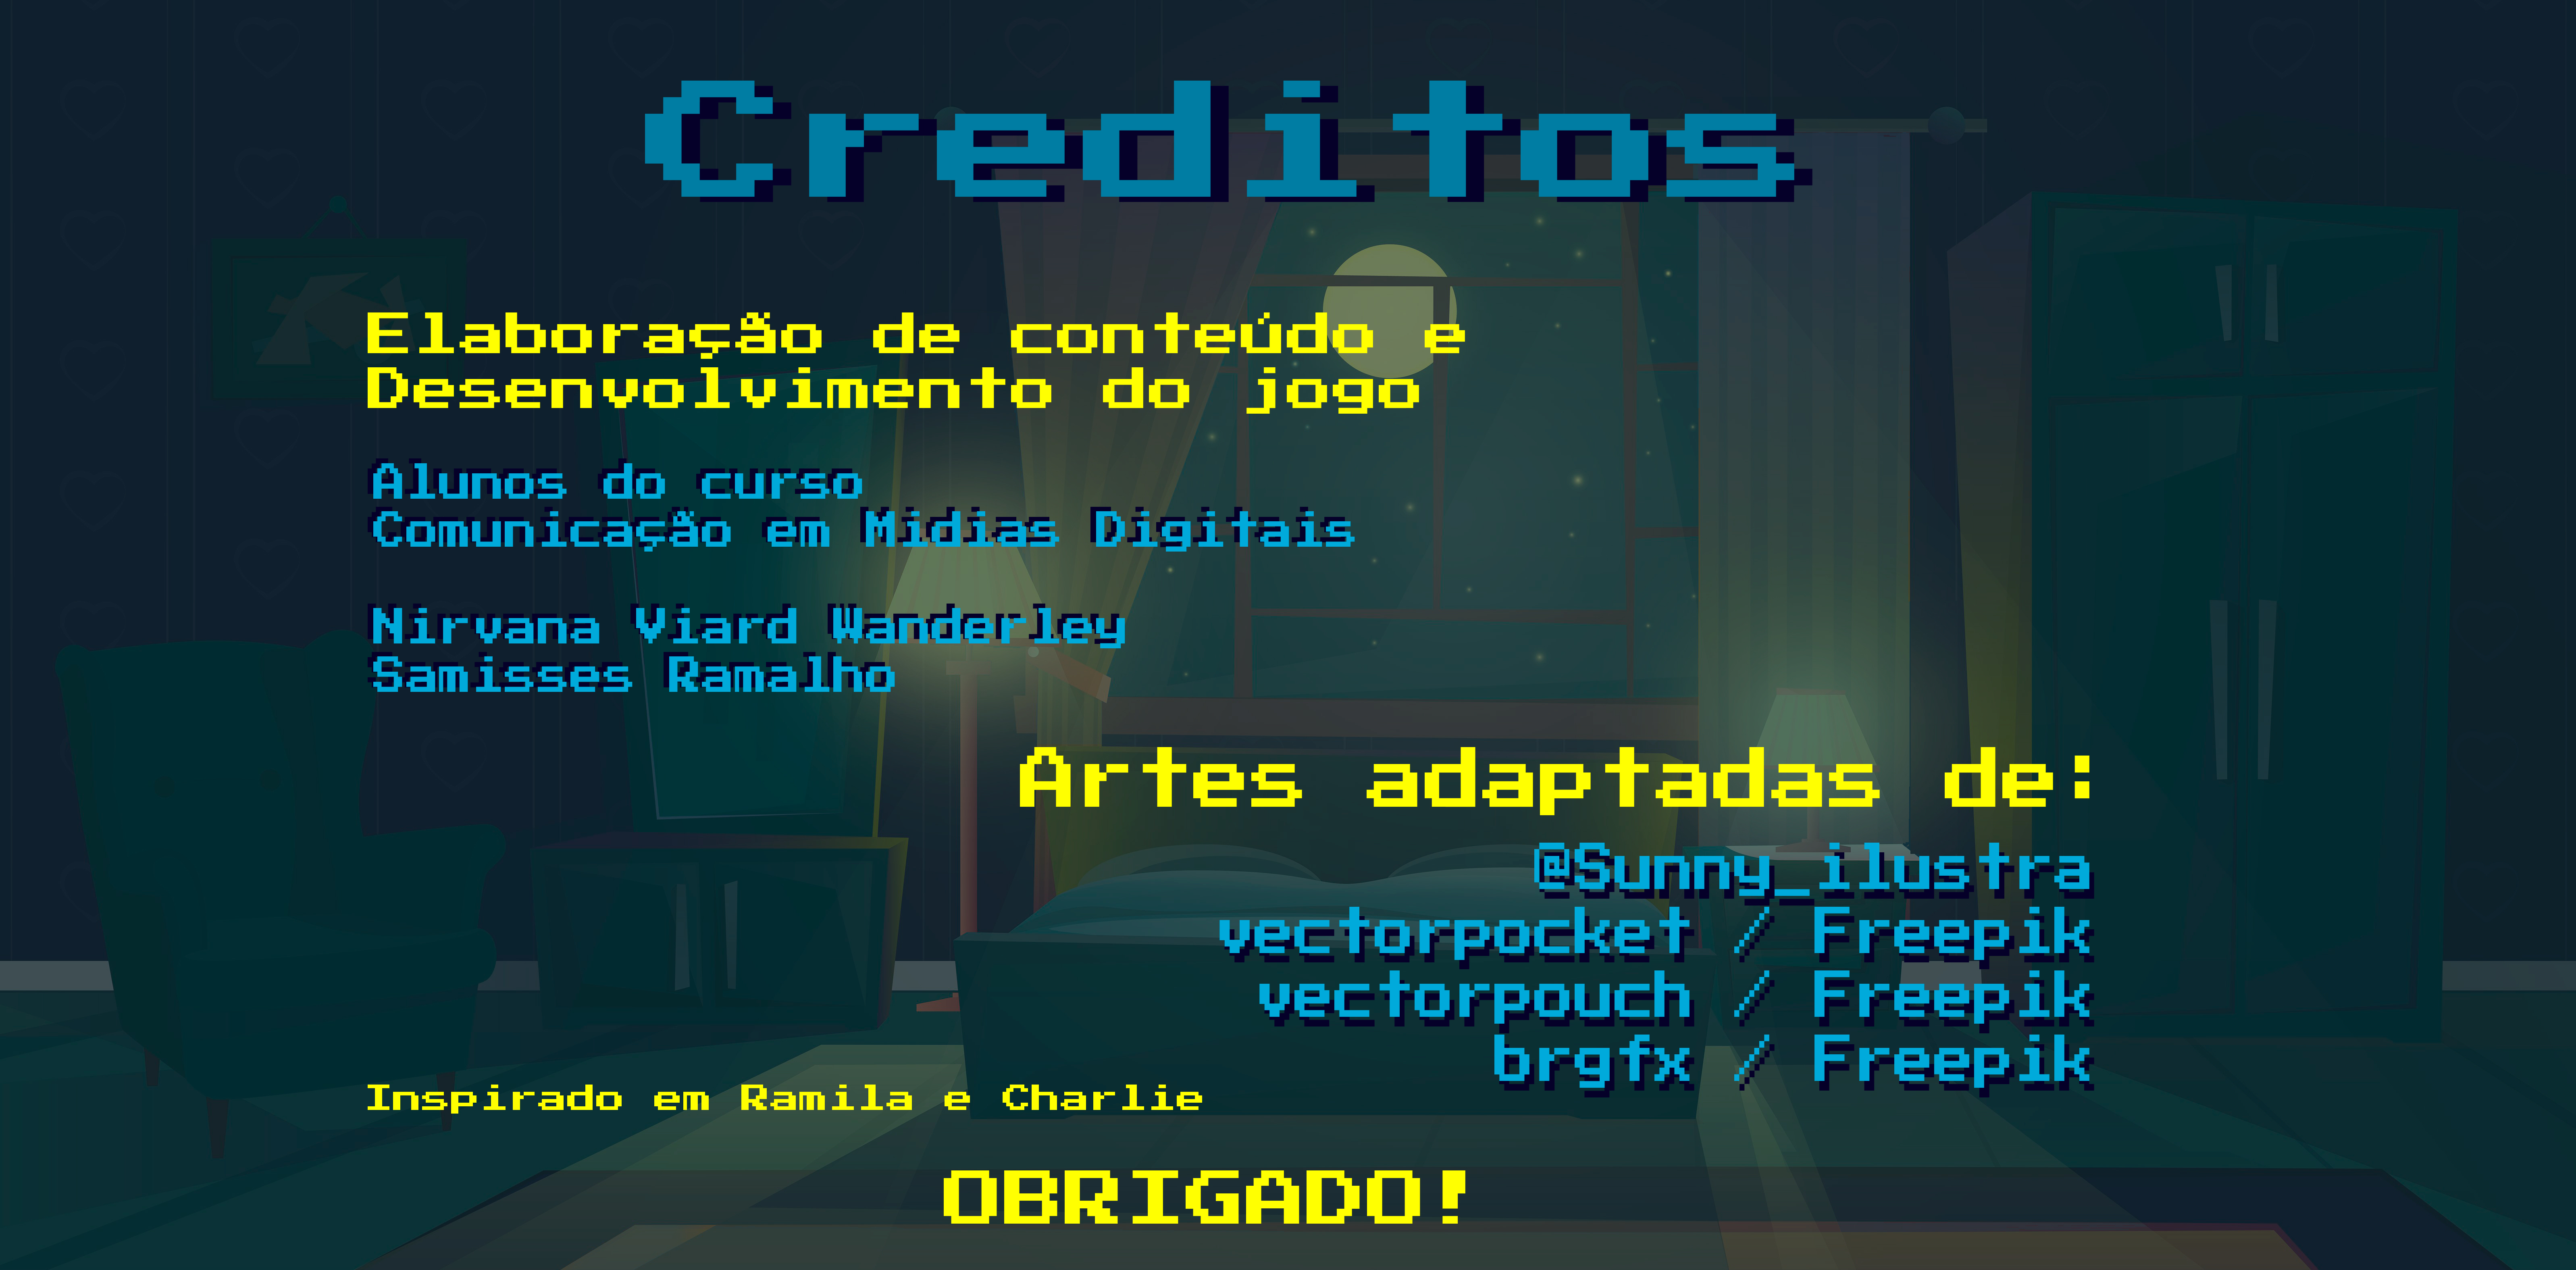 Creditos
Elaboração de conteúdo e
Desenvolvimento do jogo
Alunos do curso
Comunicação em Midias Digitais
Nirvana Viard Wanderley
Samisses Ramalho
Artes adaptadas de:
@Sunny_ilustra
vectorpocket / Freepik
vectorpouch / Freepik
brgfx / Freepik
Inspirado em Ramila e Charlie
OBRIGADO!